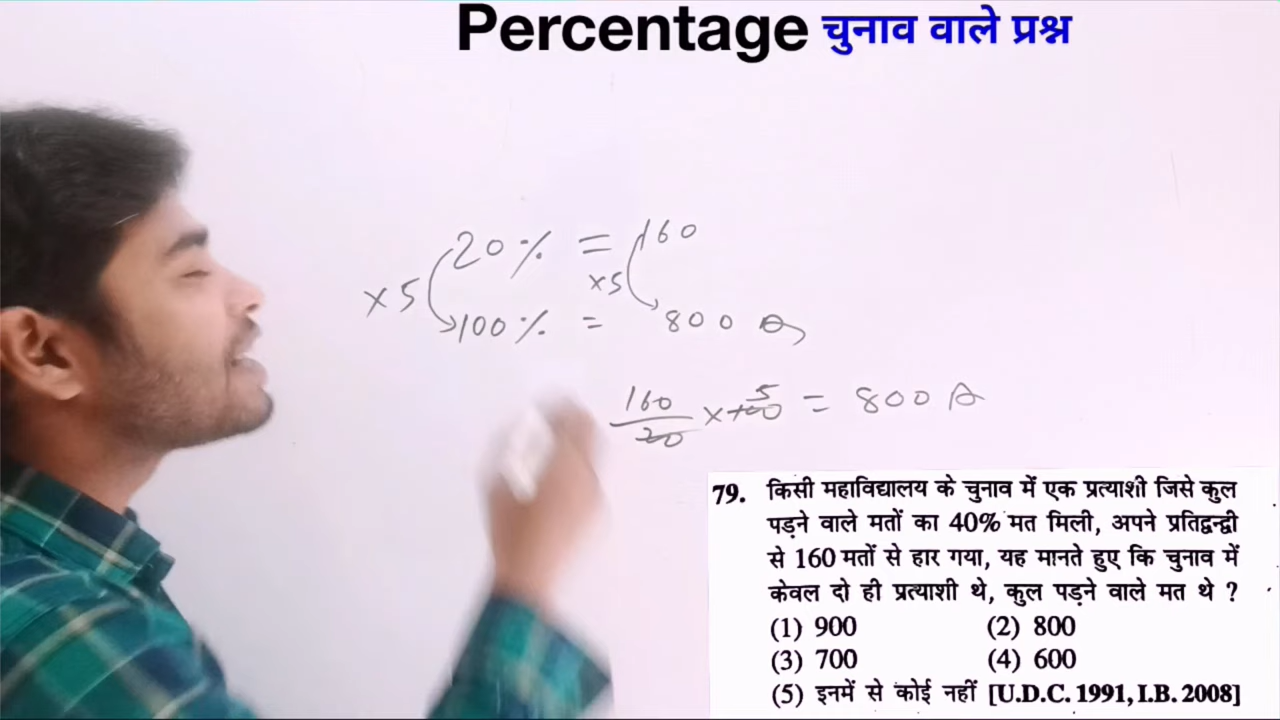 Percentage चुनाव वाले प्रश्न
20% = 160
×5 ×5
100% = 800 A
160/20 × 100 5 = 800 A
79. किसी महाविद्यालय के चुनाव में एक प्रत्याशी जिसे कुल
पड़ने वाले मतों का 40% मत मिली, अपने प्रतिद्वन्द्वी
से 160 मतों से हार गया, यह मानते हुए कि चुनाव में
केवल दो ही प्रत्याशी थे, कुल पड़ने वाले मत थे ?
(1) 900 (2) 800
(3) 700 (4) 600
(5) इनमें से कोई नहीं [U.D.C. 1991, I.B. 2008]